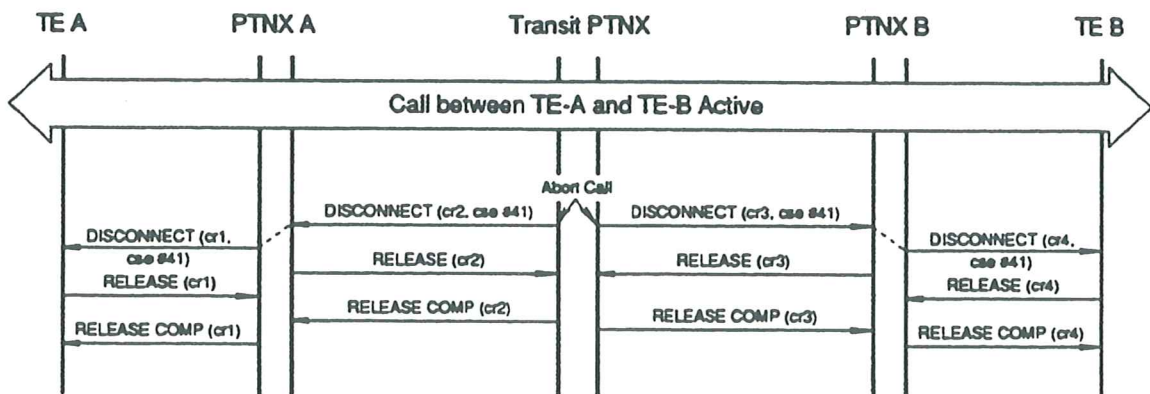 TE A PTNX A Transit PTNX PTNX B TE B
Call between TE-A and TE-B Active
Abort Call
DISCONNECT (cr2, cse #41) DISCONNECT (cr3, cse #41)
DISCONNECT (cr1, cse #41)
DISCONNECT (cr4, cse #41)
RELEASE (cr2) RELEASE (cr3)
RELEASE (cr1) RELEASE (cr4)
RELEASE COMP (cr2) RELEASE COMP (cr3)
RELEASE COMP (cr1) RELEASE COMP (cr4)